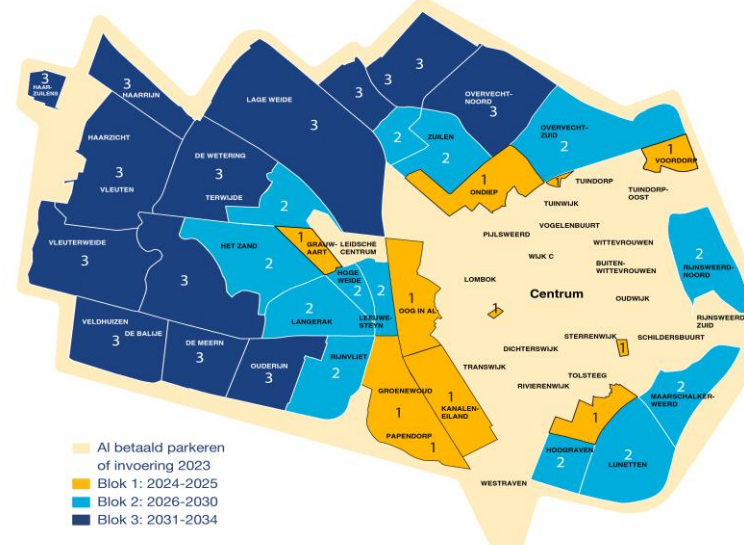 3
HAAR-
ZUILENS
3
HAARRIJN
LAGE WEIDE
3
3
3
3
OVERVECHT-
NOORD
3
2
ZUILEN
2
OVERVECHT-
ZUID
2
1
VOORDORP
HAARZICHT
3
VLEUTEN
DE WETERING
3
TERWIJDE
2
1
ONDIEP
1
TUINDORP
TUINDORP-
OOST
TUINWIJK
VOGELENBUURT
PIJLSWEERD
WITTEVROUWEN
WIJK C
BUITEN-
WITTEVROUWEN
VLEUTERWEIDE
3
3
HET ZAND
2
1
GRAUW-
AART
LEIDSCHE
CENTRUM
HOGE
WEIDE
2
2
LEEUWE-
STEYN
2
LANGERAK
1
OOG IN AL
LOMBOK
1
Centrum
OUDWIJK
2
RIJNSWEERD-
NOORD
RIJNSWEERD
ZUID
VELDHUIZEN
3
DE BALIJE
DE MEERN
3
OUDERIJN
3
RIJNVLIET
2
STERRENWIJK
1
SCHILDERSBUURT
DICHTERSWIJK
TRANSWIJK
TOLSTEEG
RIVIERENWIJK
GROENEWOUD
1
PAPENDORP
1
1
KANALEN-
EILAND
2
MAARSCHALKER-
WEERD
1
HOOGRAVEN
2
2
LUNETTEN
WESTRAVEN
Al betaald parkeren
of invoering 2023
Blok 1: 2024-2025
Blok 2: 2026-2030
Blok 3: 2031-2034